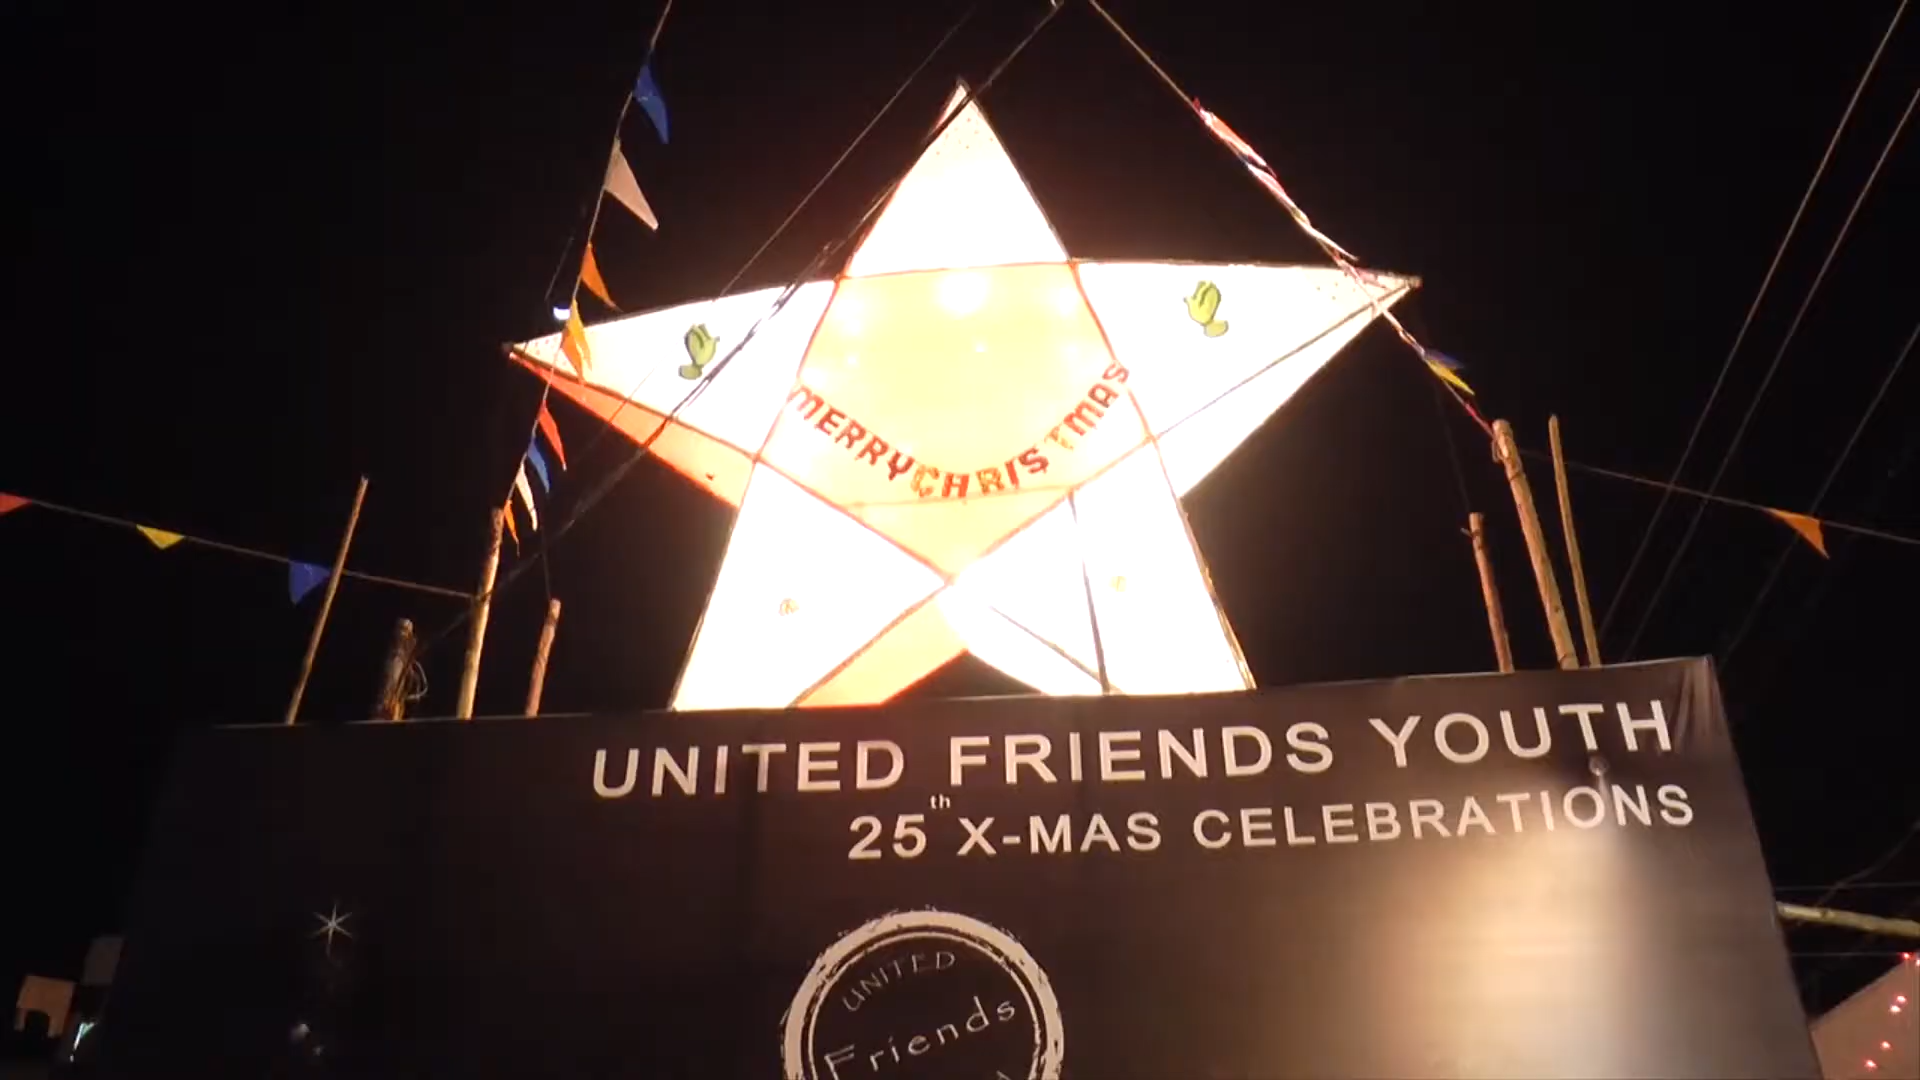 MERRY CHRISTMAS
UNITED FRIENDS YOUTH
25th X-MAS CELEBRATIONS
UNITED
Friends